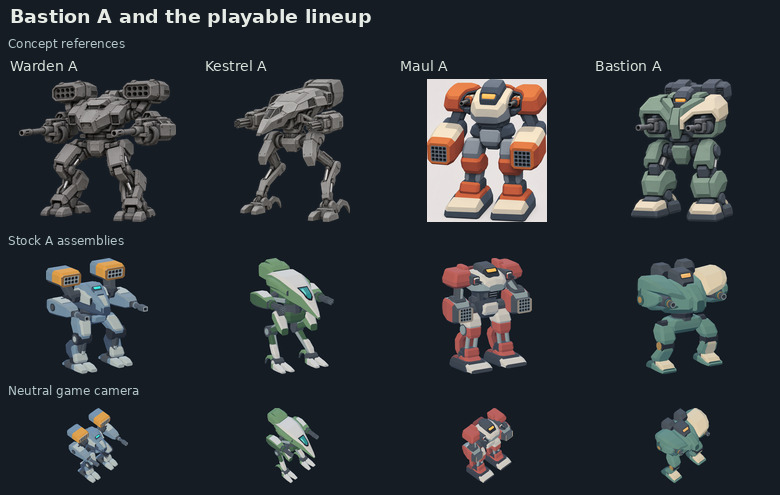 Bastion A and the playable lineup
Concept references
Warden A
Kestrel A
Maul A
Bastion A
Stock A assemblies
Neutral game camera